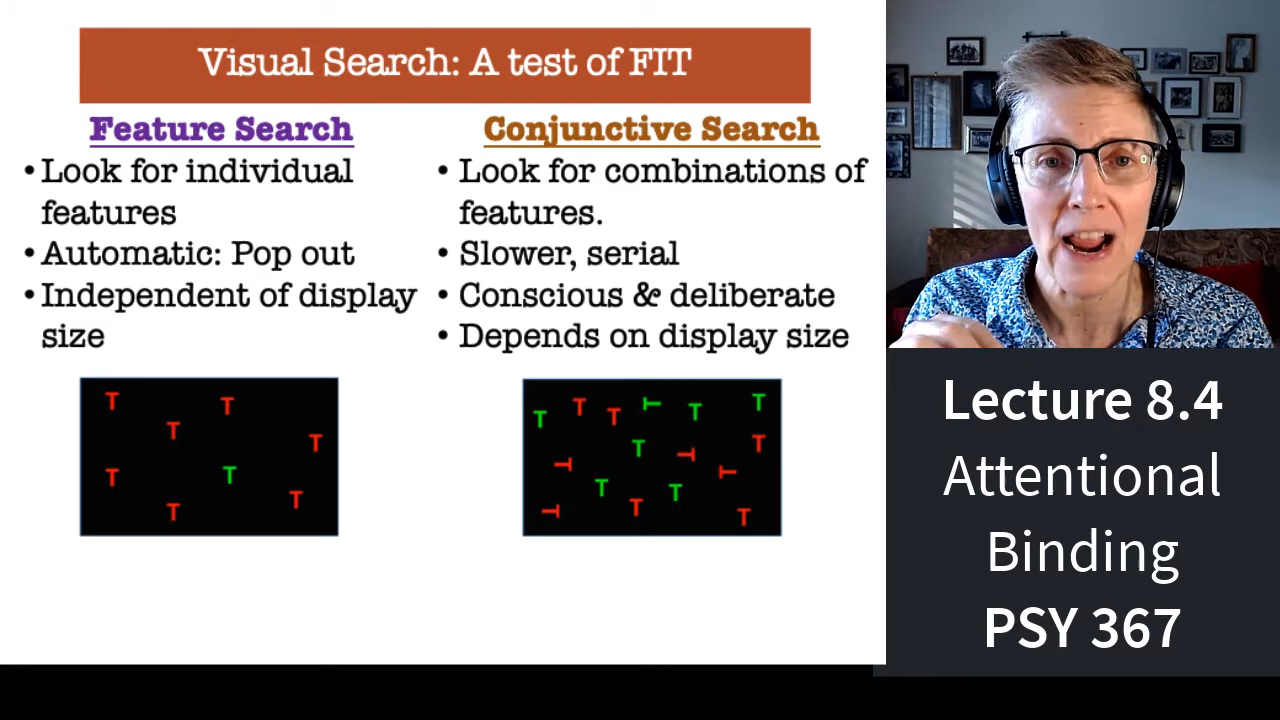 Visual Search: A test of FIT
Feature Search
• Look for individual
features
• Automatic: Pop out
• Independent of display
size
Conjunctive Search
• Look for combinations of
features.
• Slower, serial
• Conscious & deliberate
• Depends on display size
T T T T T T T T
T T T T T T T T T T T T T T T T T T
Lecture 8.4
Attentional
Binding
PSY 367